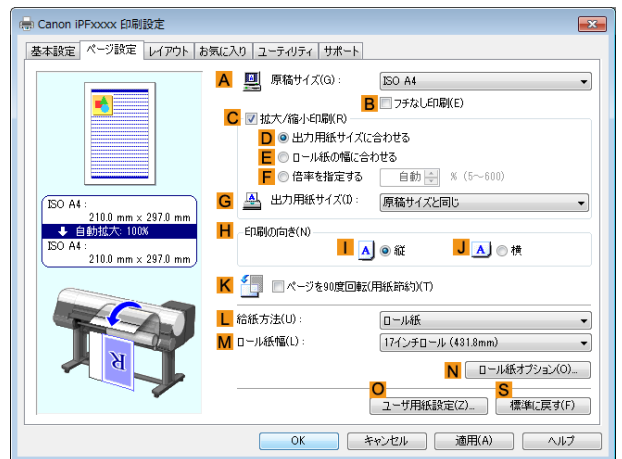 Canon iPFxxxx 印刷設定
基本設定 ページ設定 レイアウト お気に入り ユーティリティ サポート
A 原稿サイズ(G) : ISO A4
B フチなし印刷(E)
C 拡大/縮小印刷(R)
D 出力用紙サイズに合わせる
E ロール紙の幅に合わせる
F 倍率を指定する 自動 % (5~600)
G 出力用紙サイズ(I) : 原稿サイズと同じ
ISO A4 :
210.0 mm × 297.0 mm
自動拡大: 100%
ISO A4 :
210.0 mm × 297.0 mm
H 印刷の向き(N)
I A 縦 J A 横
K ページを90度回転(用紙節約)(T)
L 給紙方法(U) : ロール紙
M ロール紙幅(L) : 17インチロール (431.8mm)
R
N ロール紙オプション(O)...
O S
ユーザ用紙設定(Z)... 標準に戻す(F)
OK キャンセル 適用(A) ヘルプ